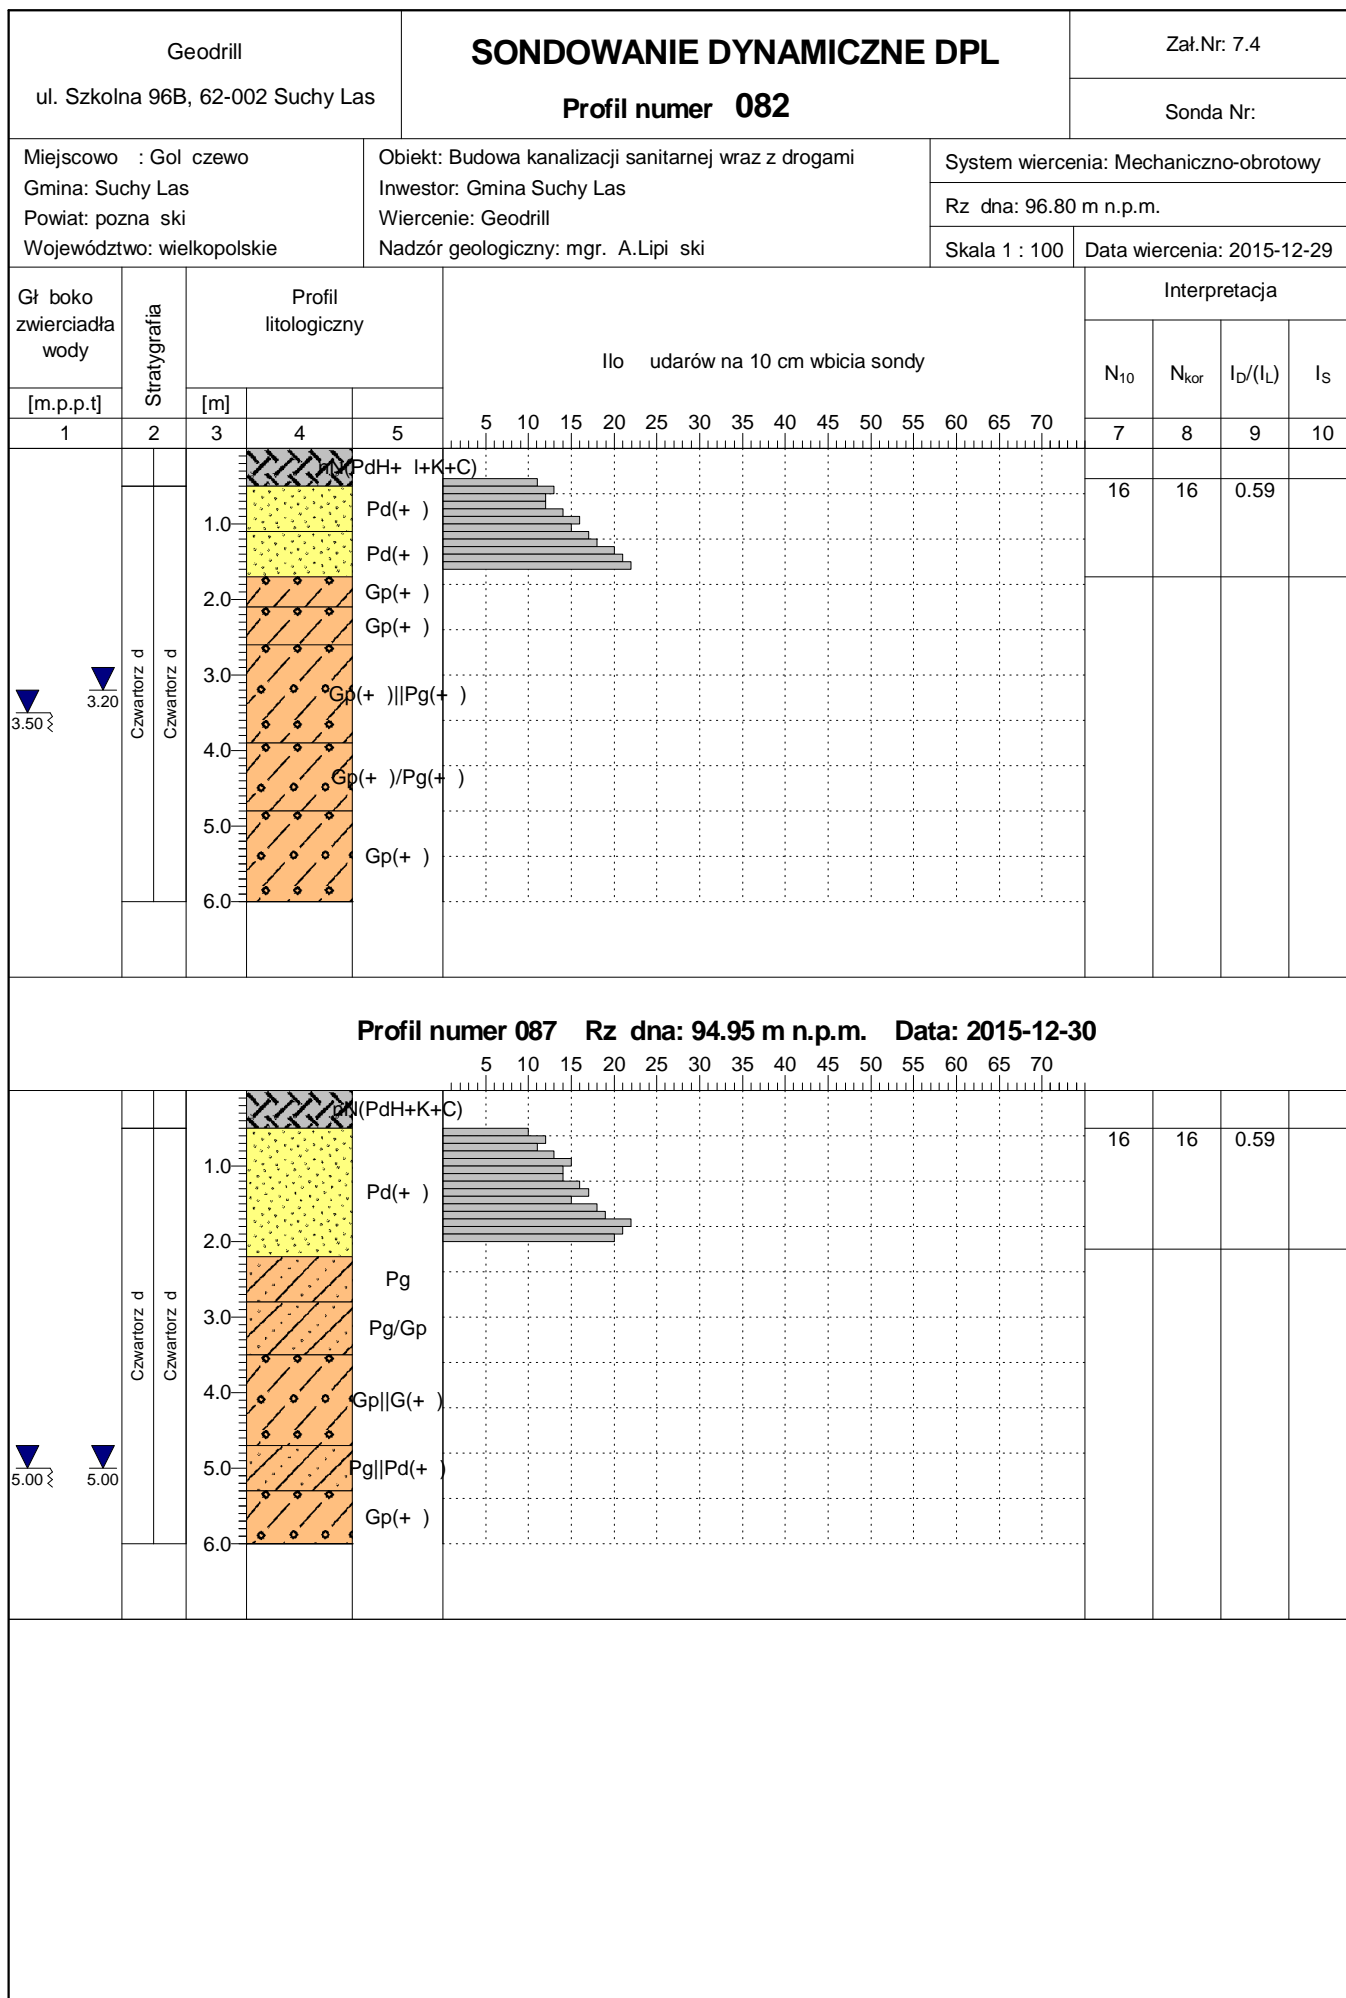 Geodrill
ul. Szkolna 96B, 62-002 Suchy Las
SONDOWANIE DYNAMICZNE DPL
Profil numer 082
Zał.Nr: 7.4
Sonda Nr:
Miejscowo : Gol czewo
Gmina: Suchy Las
Powiat: pozna ski
Województwo: wielkopolskie
Obiekt: Budowa kanalizacji sanitarnej wraz z drogami
Inwestor: Gmina Suchy Las
Wiercenie: Geodrill
Nadzór geologiczny: mgr. A.Lipi ski
System wiercenia: Mechaniczno-obrotowy
Rz dna: 96.80 m n.p.m.
Skala 1 : 100
Data wiercenia: 2015-12-29
Gł boko
zwierciadła
wody
[m.p.p.t]
Stratygrafia
Profil
litologiczny
[m]
Ilo udarów na 10 cm wbicia sondy
Interpretacja
N10 Nkor ID/(IL) IS
5 10 15 20 25 30 35 40 45 50 55 60 65 70
1 2 3 4 5 7 8 9 10
nN(PdH+ l+K+C)
16 16 0.59
Pd(+ )
1.0
Pd(+ )
Gp(+ )
2.0
Gp(+ )
3.0
Gp(+ )||Pg(+ )
3.20
3.50
Czwartorz d
Czwartorz d
4.0
Gp(+ )/Pg(+ )
5.0
Gp(+ )
6.0
Profil numer 087 Rz dna: 94.95 m n.p.m. Data: 2015-12-30
5 10 15 20 25 30 35 40 45 50 55 60 65 70
nN(PdH+K+C)
16 16 0.59
1.0
Pd(+ )
2.0
Pg
3.0
Pg/Gp
Czwartorz d
Czwartorz d
4.0
Gp||G(+ )
5.00
5.00
5.0
Pg||Pd(+ )
Gp(+ )
6.0